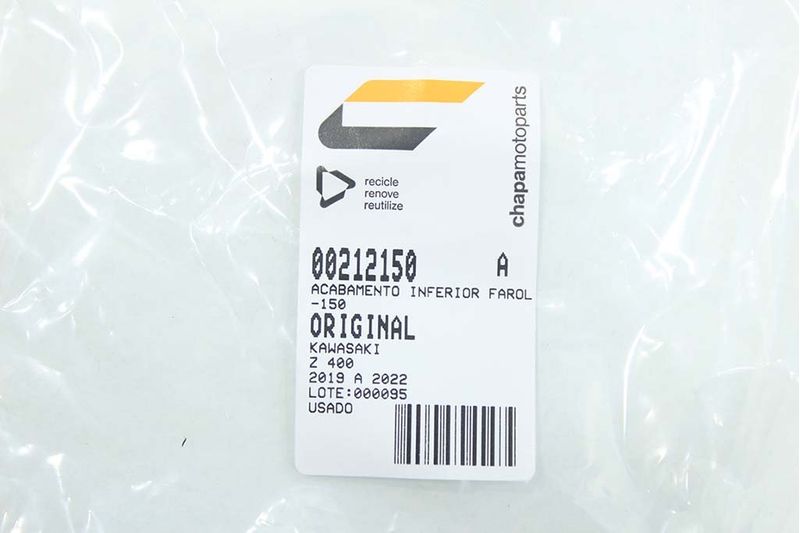 chapamotoparts
recicle
renove
reutilize
00212150 A
ACABAMENTO INFERIOR FAROL
-150
ORIGINAL
KAWASAKI
Z 400
2019 A 2022
LOTE:000095
USADO